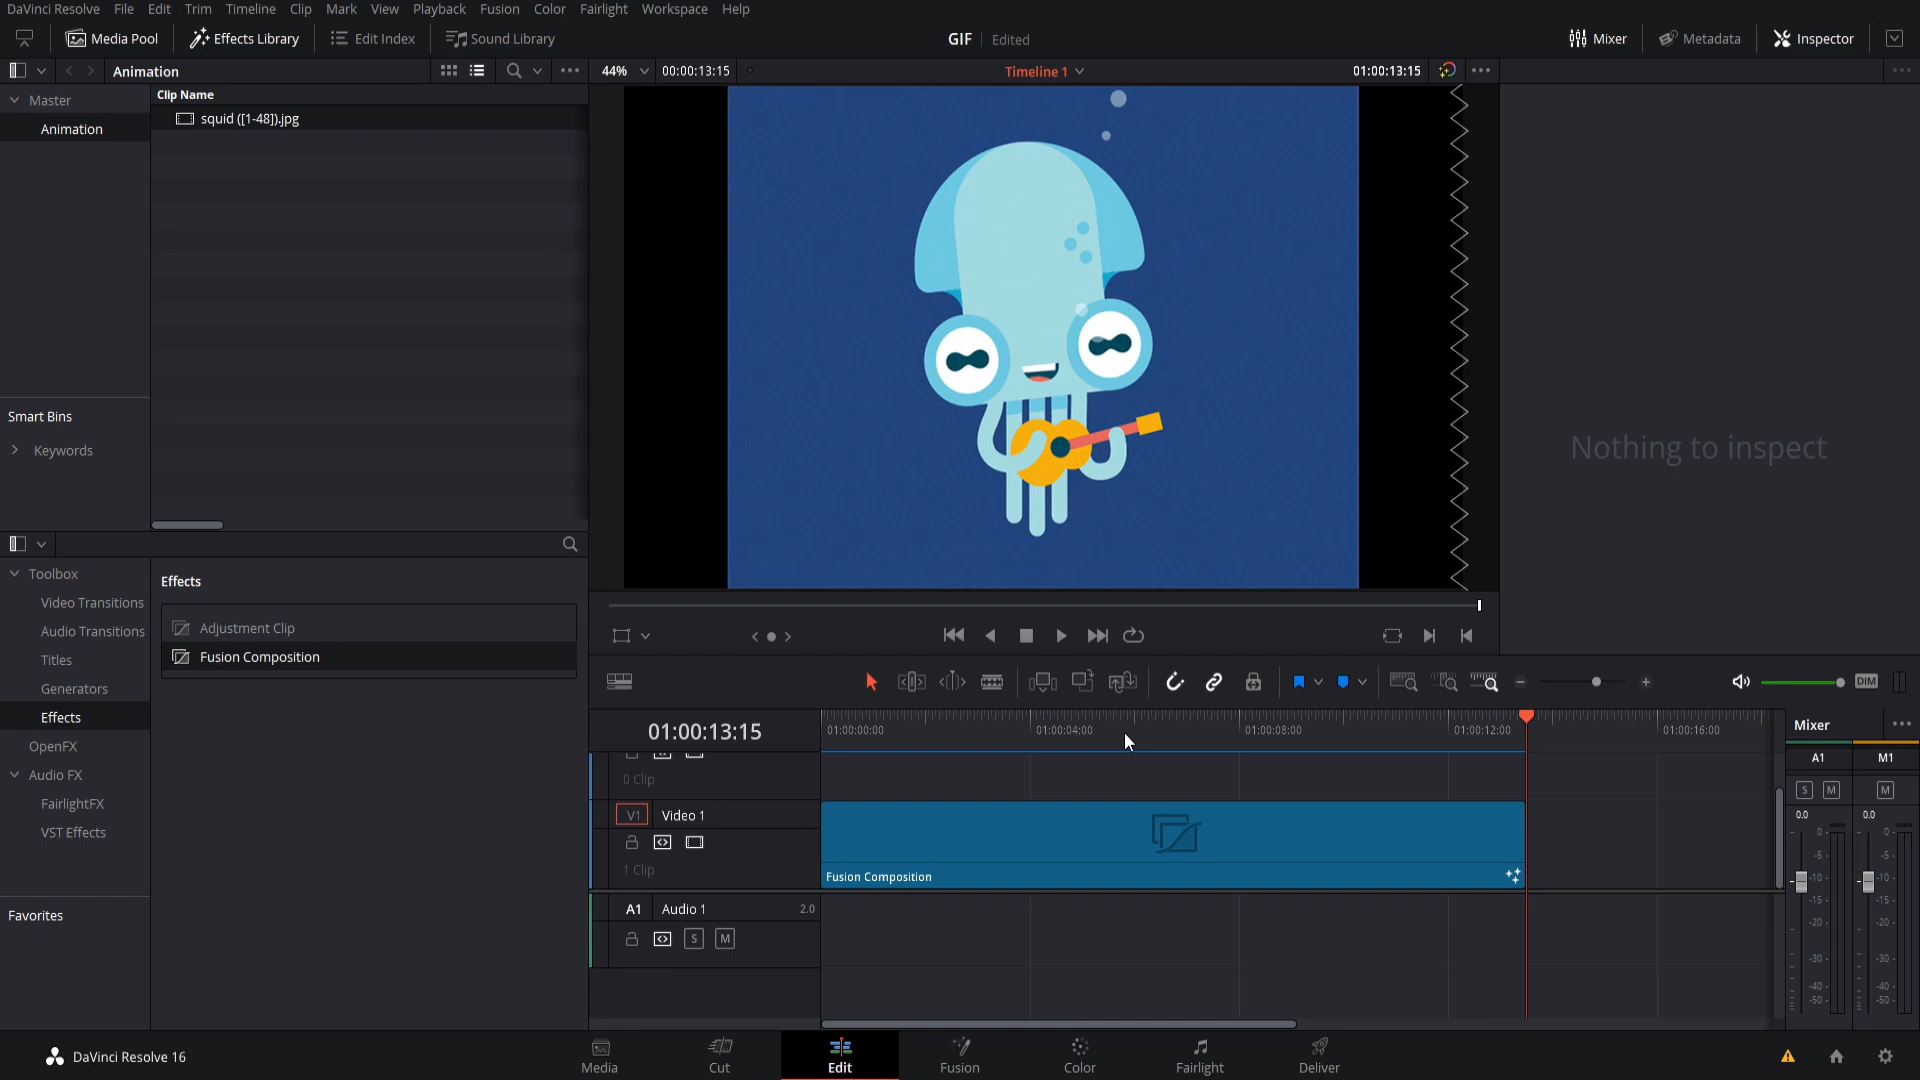 DaVinci Resolve File Edit Trim Timeline Clip Mark View Playback Fusion Color Fairlight Workspace Help
Media Pool Effects Library Edit Index Sound Library GIF Edited Mixer Metadata Inspector
Animation 44% 00:00:13:15 Timeline 1 01:00:13:15
Master
Animation
Clip Name
squid ([1-48]).jpg
Smart Bins
Keywords
Nothing to inspect
Toolbox
Video Transitions
Audio Transitions
Titles
Generators
Effects
OpenFX
Audio FX
FairlightFX
VST Effects
Favorites
Effects
Adjustment Clip
Fusion Composition
DIM
01:00:13:15
01:00:00:00 01:00:04:00 01:00:08:00 01:00:12:00 01:00:16:00
0 Clip
V1 Video 1
1 Clip
Fusion Composition
A1 Audio 1 2.0
S M
Mixer
A1 M1
S M M
0.0 0.0
0 0
-5 -5
-10 -10
-15 -15
-20 -20
-30 -30
-40 -40
-50 -50
DaVinci Resolve 16
Media Cut Edit Fusion Color Fairlight Deliver